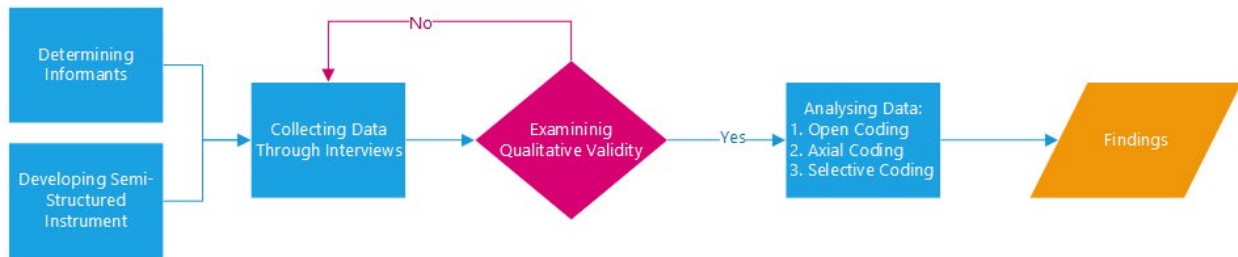 No
Determining
Informants
Collecting Data
Through Interviews
Examininig
Qualitative Validity
Yes
Analysing Data:
1. Open Coding
2. Axial Coding
3. Selective Coding
Findings
Developing Semi-
Structured
Instrument